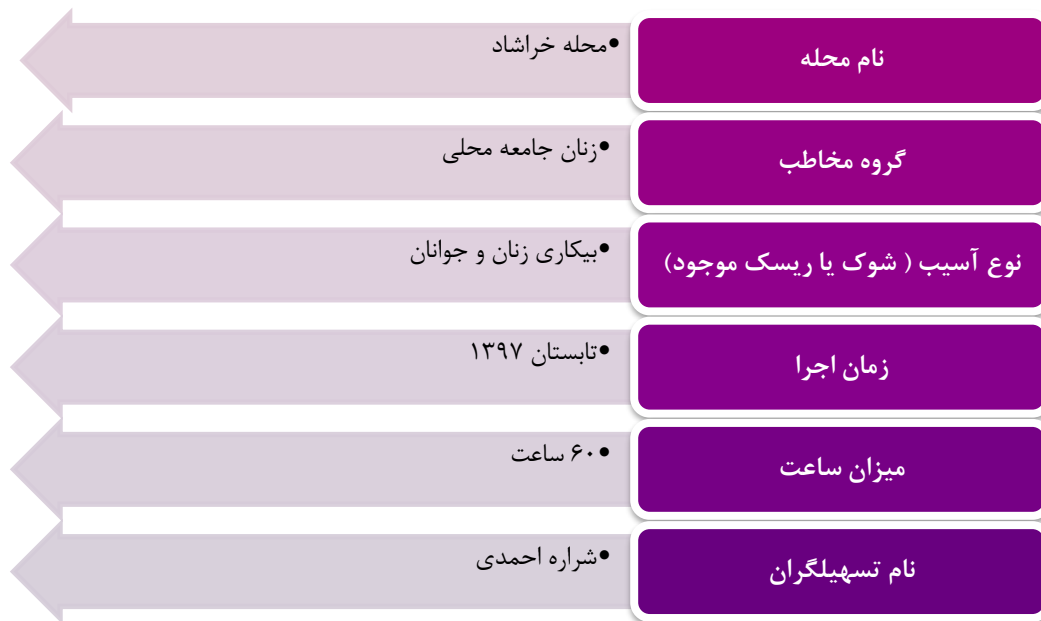 نام محله
•محله خراشاد
گروه مخاطب
•زنان جامعه محلی
نوع آسیب ( شوک یا ریسک موجود)
•بیکاری زنان و جوانان
زمان اجرا
•تابستان ۱۳۹۷
میزان ساعت
•۶۰ ساعت
نام تسهیلگران
•شراره احمدی